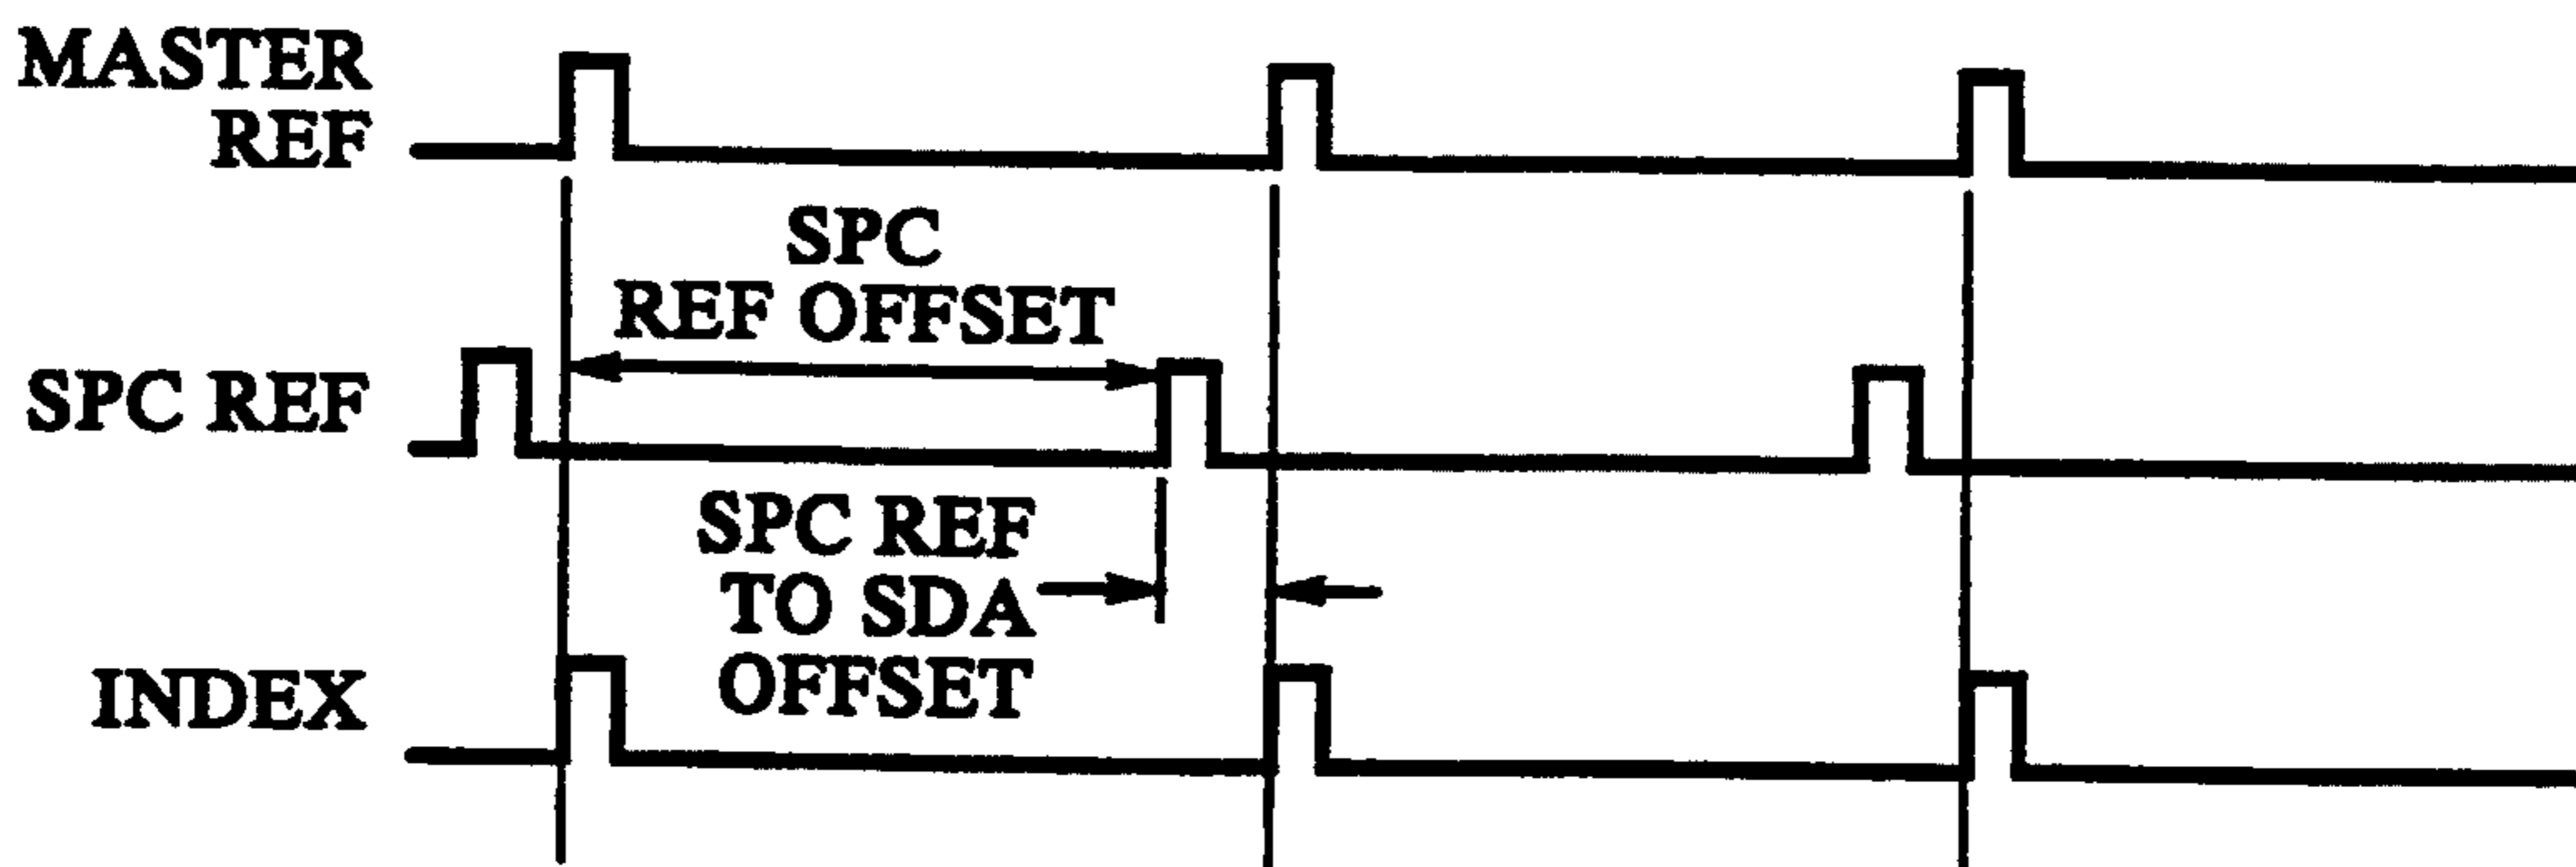 MASTER
REF
SPC
REF OFFSET
SPC REF
SPC REF
TO SDA
OFFSET
INDEX